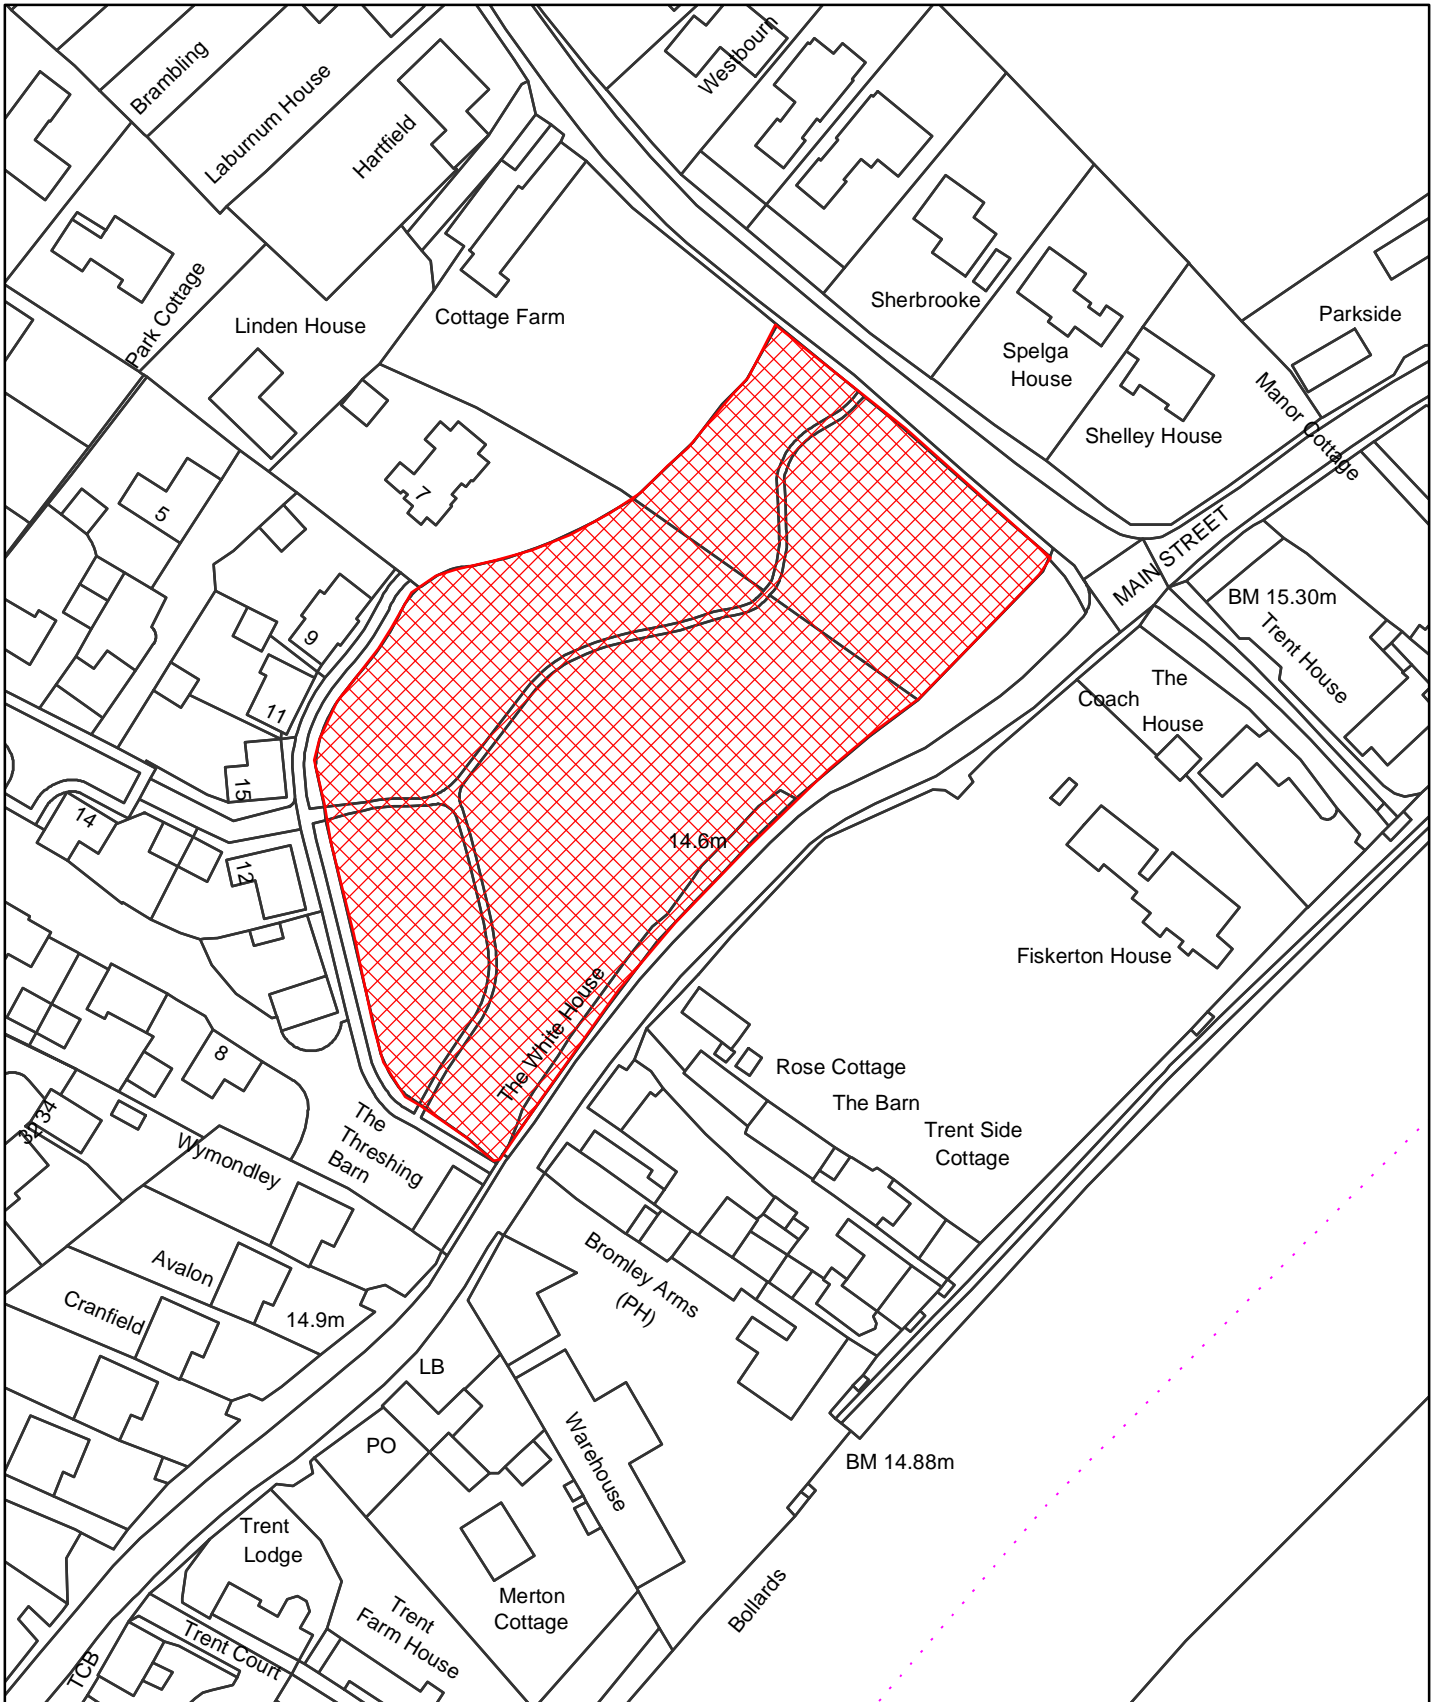 Brambling
Laburnum House
Hartfield
Westbourn
Park Cottage
Linden House
Cottage Farm
Sherbrooke
Spelga
House
Parkside
Manor Cottage
Shelley House
5
7
9
11
15
14
12
MAIN STREET
BM 15.30m
Trent House
The
Coach
House
14.6m
Fiskerton House
The White House
8
Rose Cottage
The Barn
Trent Side
Cottage
34
32
The
Threshing
Barn
Wymondley
Avalon
Cranfield
14.9m
Bromley Arms
(PH)
LB
PO
Warehouse
BM 14.88m
Trent
Lodge
Merton
Cottage
Bollards
Trent
Farm House
Trent Court
TCB